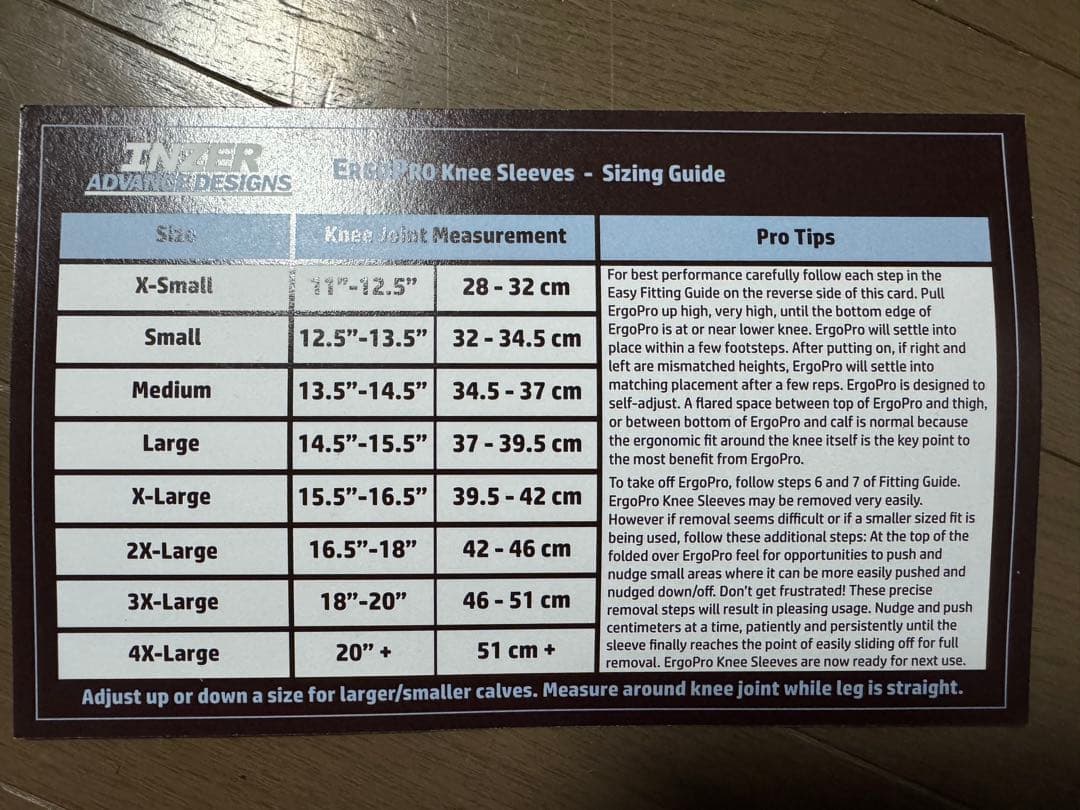 INZER
ADVANCE DESIGNS
ErgoPro Knee Sleeves - Sizing Guide
Size Knee Joint Measurement Pro Tips
X-Small 11”-12.5” 28 - 32 cm
Small 12.5”-13.5” 32 - 34.5 cm
Medium 13.5”-14.5” 34.5 - 37 cm
Large 14.5”-15.5” 37 - 39.5 cm
X-Large 15.5”-16.5” 39.5 - 42 cm
2X-Large 16.5”-18” 42 - 46 cm
3X-Large 18”-20” 46 - 51 cm
4X-Large 20” + 51 cm +
For best performance carefully follow each step in the
Easy Fitting Guide on the reverse side of this card. Pull
ErgoPro up high, very high, until the bottom edge of
ErgoPro is at or near lower knee. ErgoPro will settle into
place within a few footsteps. After putting on, if right and
left are mismatched heights, ErgoPro will settle into
matching placement after a few reps. ErgoPro is designed to
self-adjust. A flared space between top of ErgoPro and thigh,
or between bottom of ErgoPro and calf is normal because
the ergonomic fit around the knee itself is the key point to
the most benefit from ErgoPro.
To take off ErgoPro, follow steps 6 and 7 of Fitting Guide.
ErgoPro Knee Sleeves may be removed very easily.
However if removal seems difficult or if a smaller sized fit is
being used, follow these additional steps: At the top of the
folded over ErgoPro feel for opportunities to push and
nudge small areas where it can be more easily pushed and
nudged down/off. Don't get frustrated! These precise
removal steps will result in pleasing usage. Nudge and push
centimeters at a time, patiently and persistently until the
sleeve finally reaches the point of easily sliding off for full
removal. ErgoPro Knee Sleeves are now ready for next use.
Adjust up or down a size for larger/smaller calves. Measure around knee joint while leg is straight.